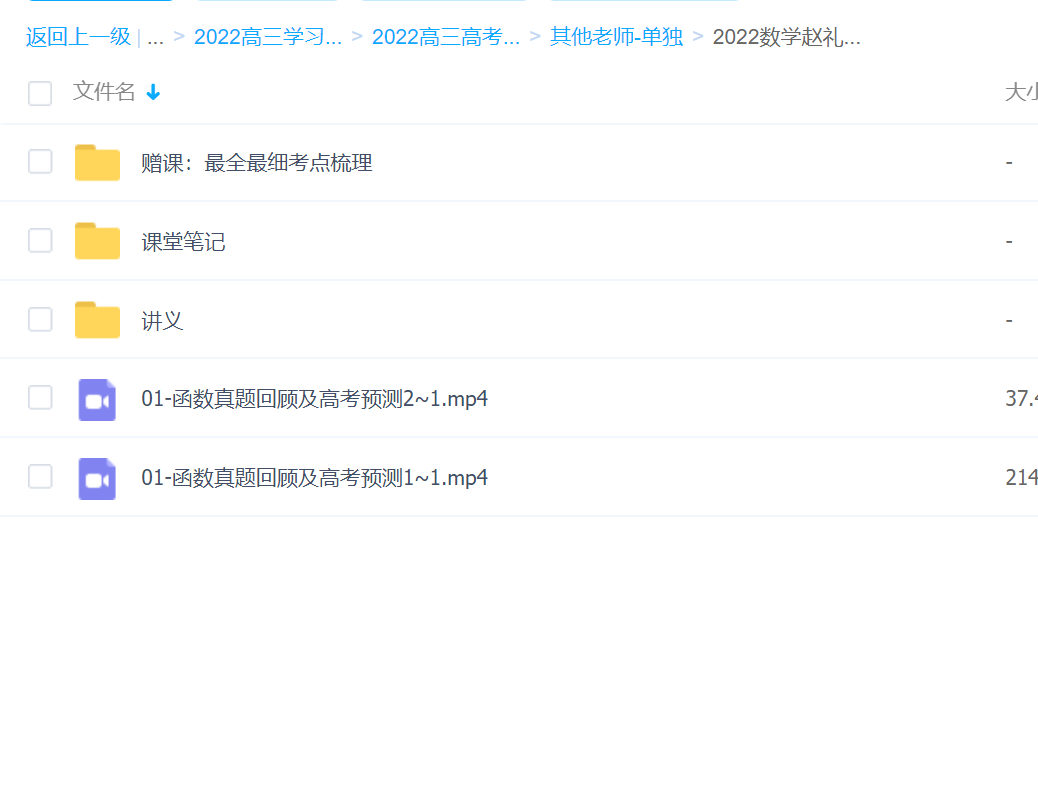 返回上一级 | ... > 2022高三学习... > 2022高三高考... > 其他老师-单独 > 2022数学赵礼...
文件名 大小
赠课：最全最细考点梳理 -
课堂笔记 -
讲义 -
01-函数真题回顾及高考预测2~1.mp4 37.4
01-函数真题回顾及高考预测1~1.mp4 214